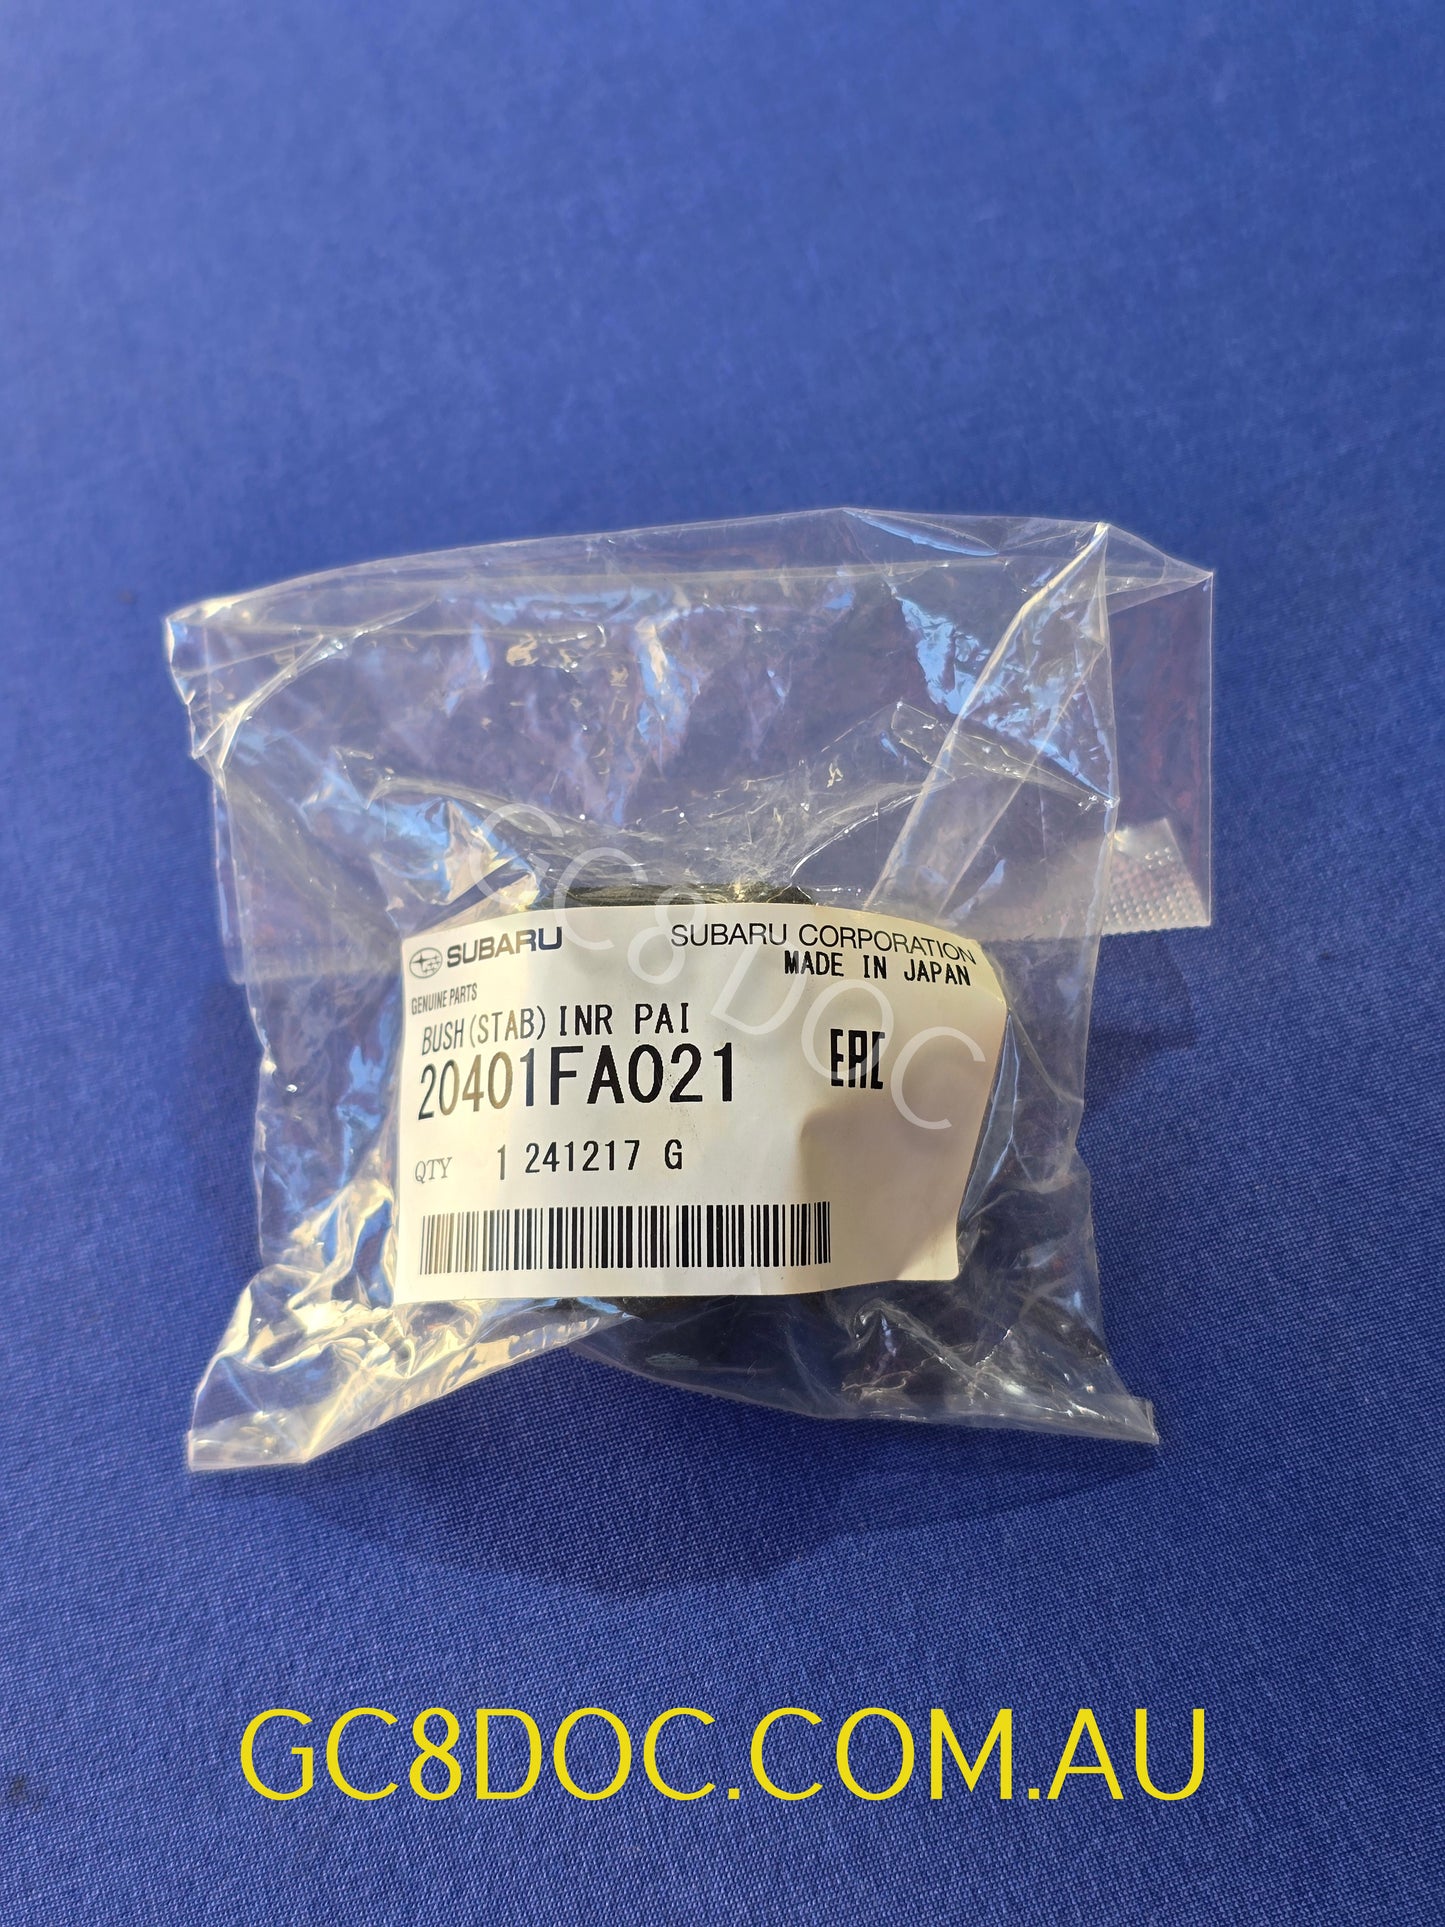 GC8DOC
SUBARU
SUBARU CORPORATION
MADE IN JAPAN
GENUINE PARTS
BUSH(STAB)INR PAI
20401FA021
EAC
QTY 1 241217 G
GC8DOC.COM.AU